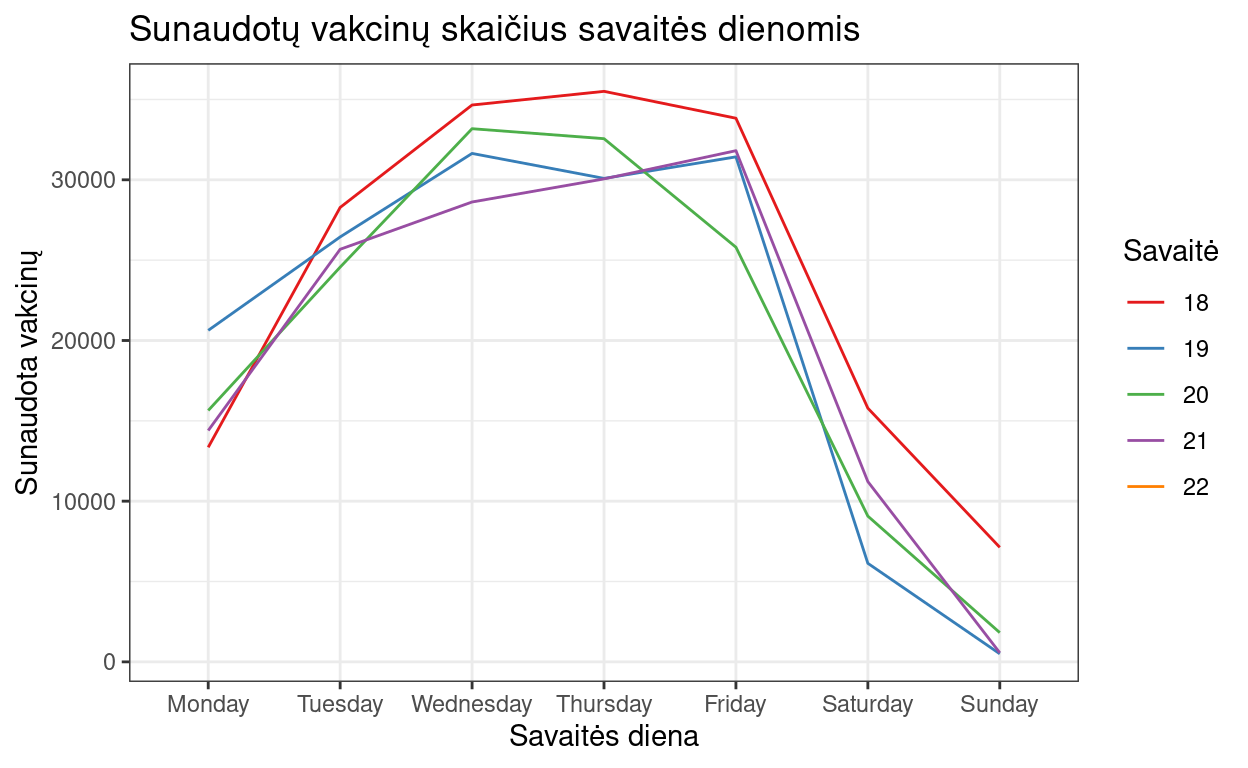 Sunaudotų vakcinų skaičius savaitės dienomis
Sunaudota vakcinų
30000
20000
10000
0
Monday Tuesday Wednesday Thursday Friday Saturday Sunday
Savaitės diena
Savaitė
18
19
20
21
22